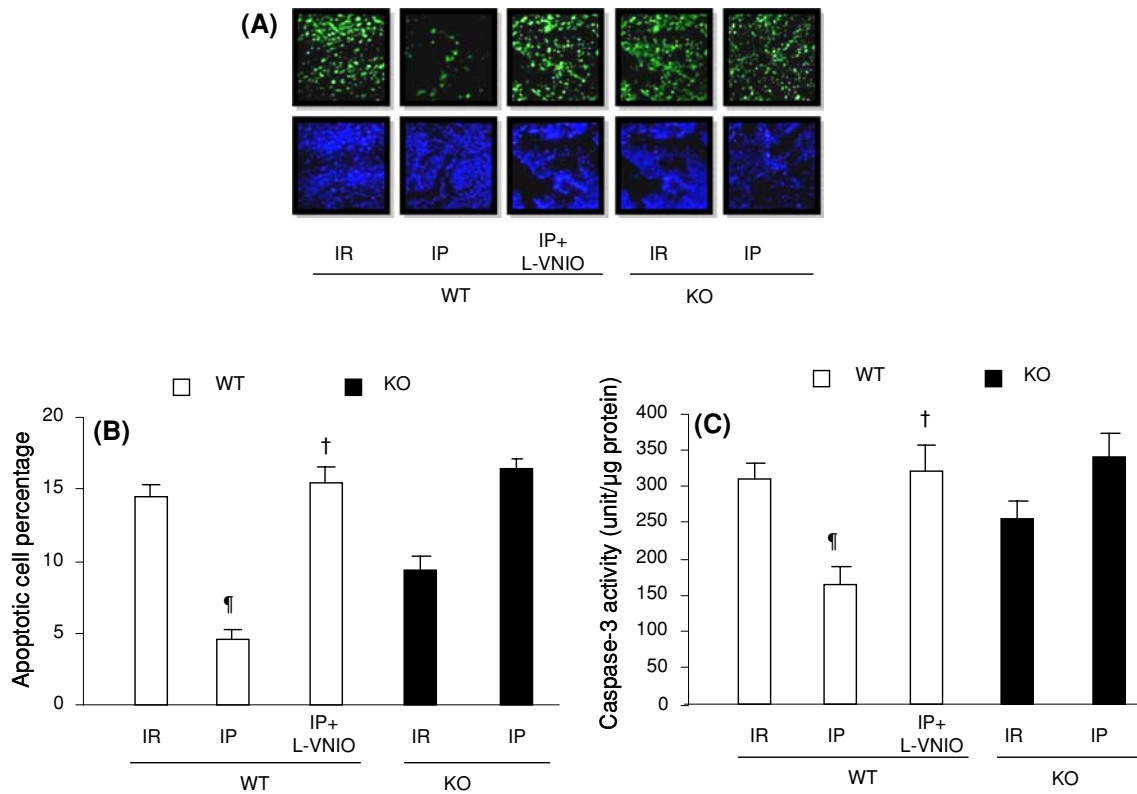 (A)
IR IP IP+ L-VNIO IR IP
WT KO
WT KO
(B)
Apoptotic cell percentage
20
15
10
5
0
¶ †
IR IP IP+ L-VNIO IR IP
WT KO
WT KO
(C)
Caspase-3 activity (unit/µg protein)
400
350
300
250
200
150
100
50
0
¶ †
IR IP IP+ L-VNIO IR IP
WT KO